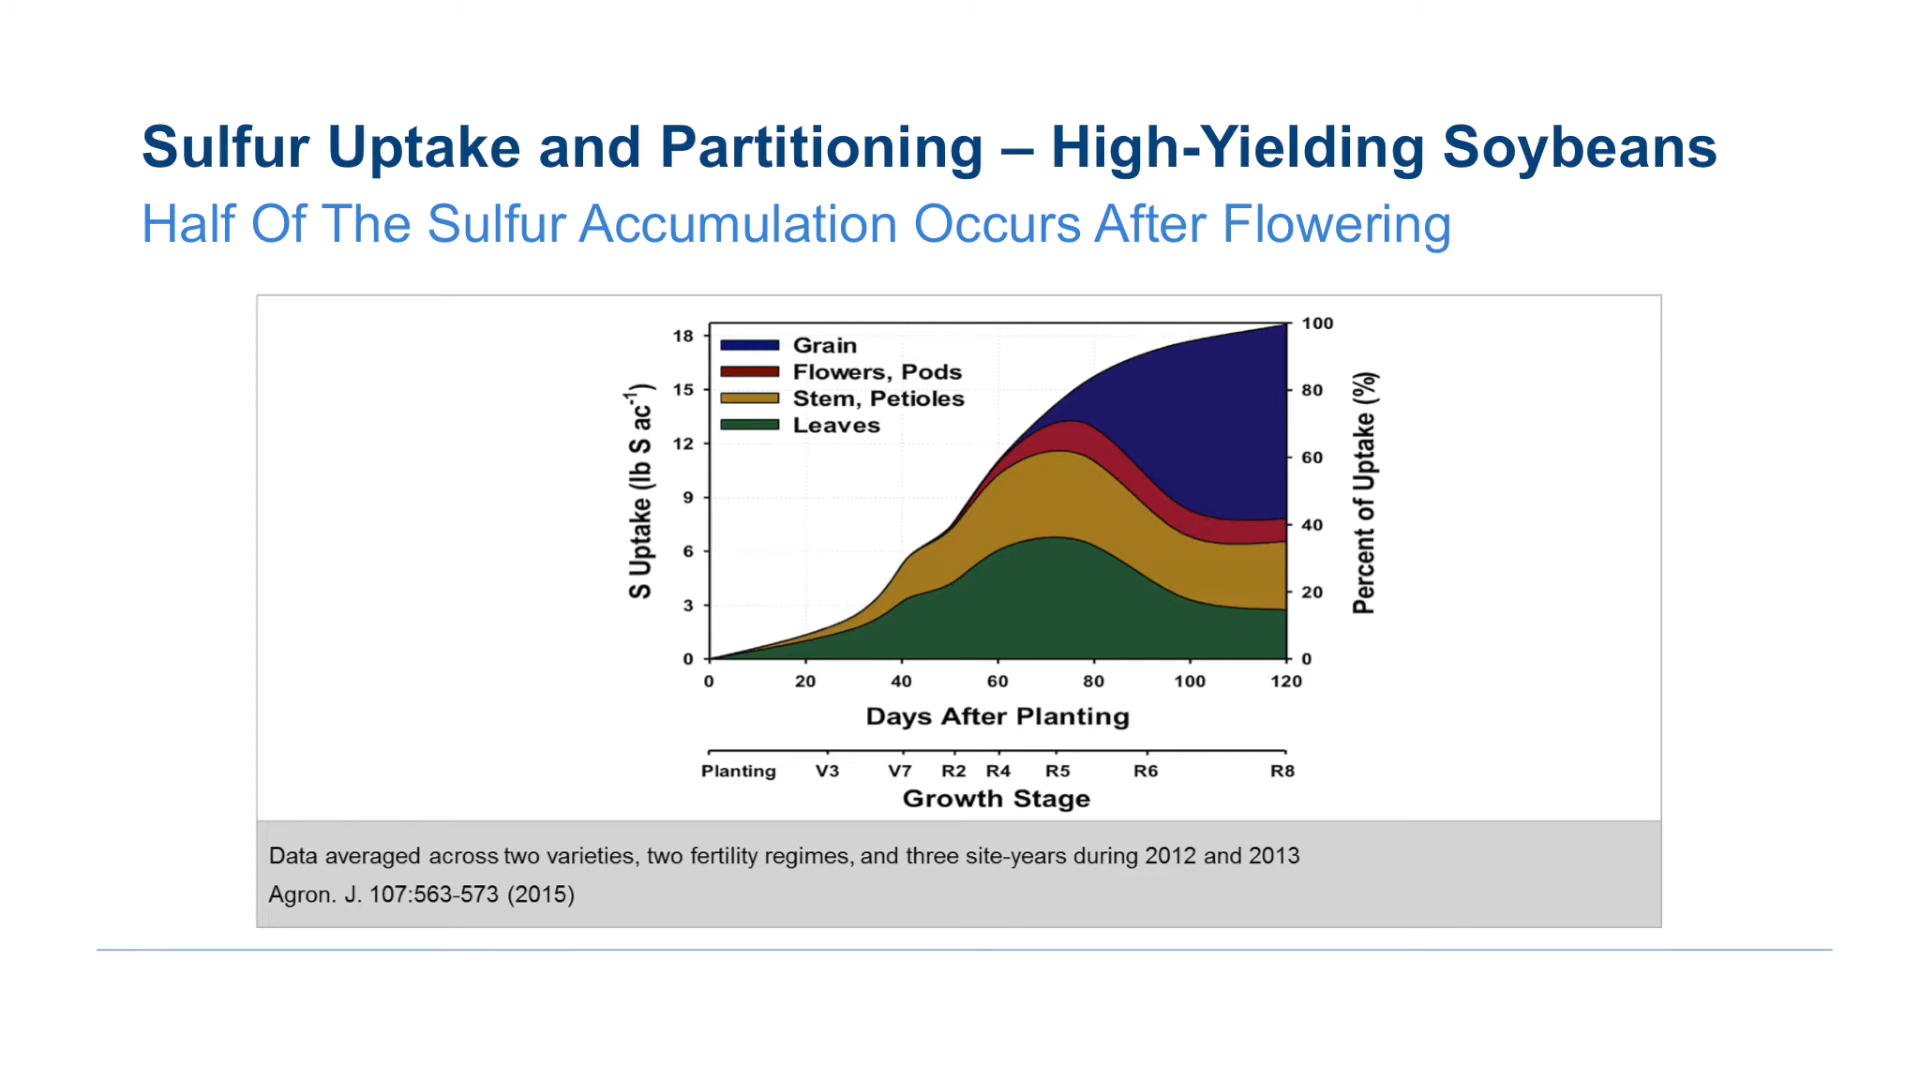 Sulfur Uptake and Partitioning – High-Yielding Soybeans
Half Of The Sulfur Accumulation Occurs After Flowering
Grain
Flowers, Pods
Stem, Petioles
Leaves
S Uptake (lb S ac⁻¹)
18
15
12
9
6
3
0
100
80
60
40
20
0
Percent of Uptake (%)
0 20 40 60 80 100 120
Days After Planting
Planting V3 V7 R2 R4 R5 R6 R8
Growth Stage
Data averaged across two varieties, two fertility regimes, and three site-years during 2012 and 2013
Agron. J. 107:563-573 (2015)